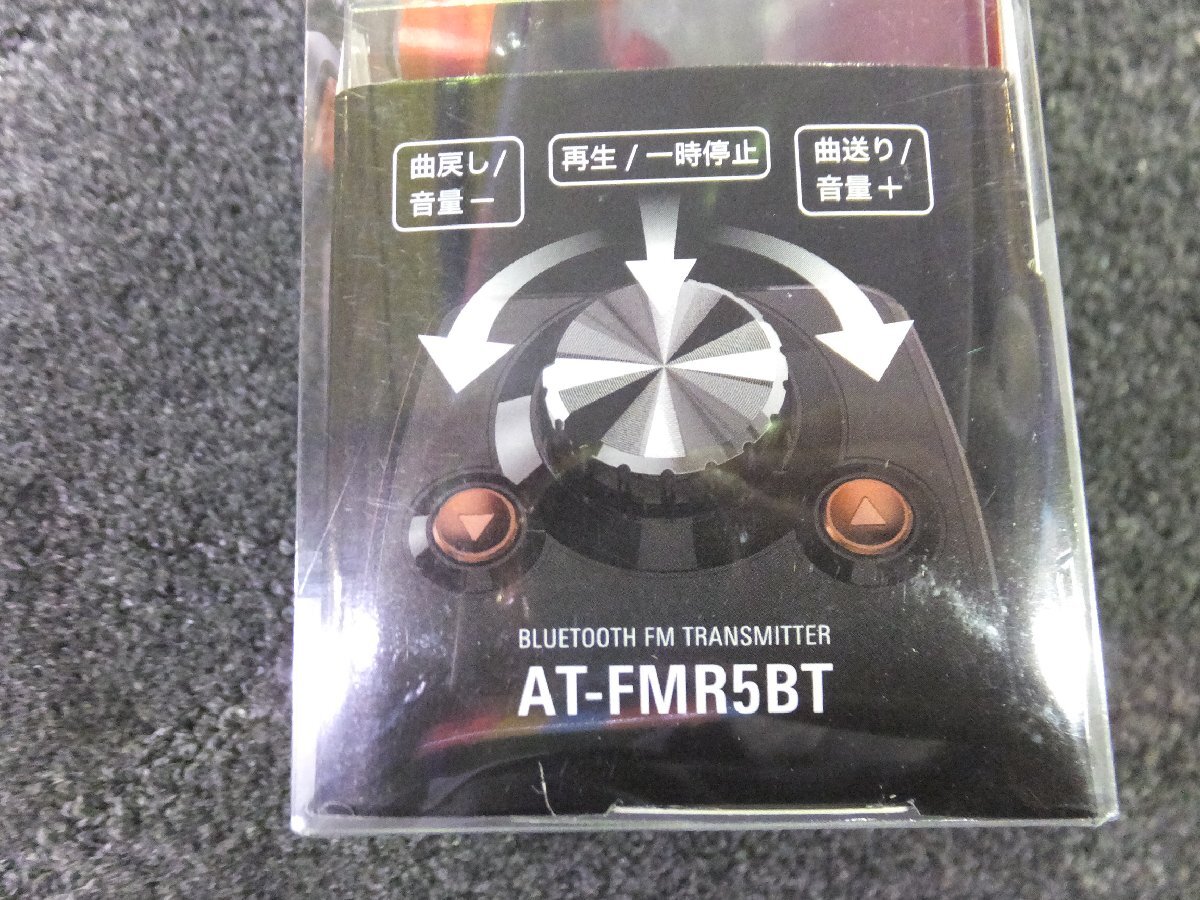 曲戻し/
音量－
再生/一時停止
曲送り/
音量＋
BLUETOOTH FM TRANSMITTER
AT-FMR5BT